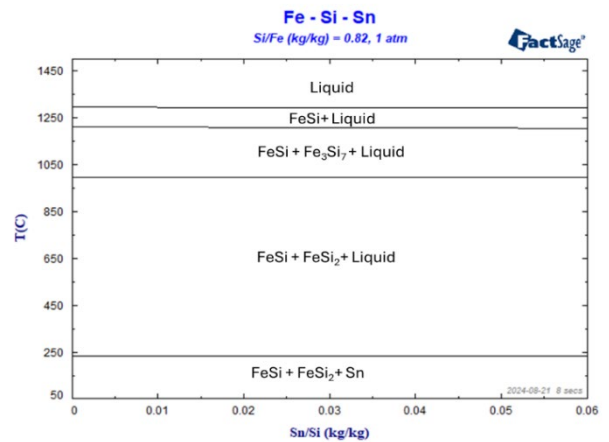 Fe - Si - Sn
Si/Fe (kg/kg) = 0.82, 1 atm
FactSage®
1450
1250
1050
850
650
450
250
50
T(C)
Liquid
FeSi+ Liquid
FeSi + Fe₃Si₇ + Liquid
FeSi + FeSi₂ + Liquid
FeSi + FeSi₂ + Sn
2024-08-21 8 secs
0
0.01
0.02
0.03
0.04
0.05
0.06
Sn/Si (kg/kg)